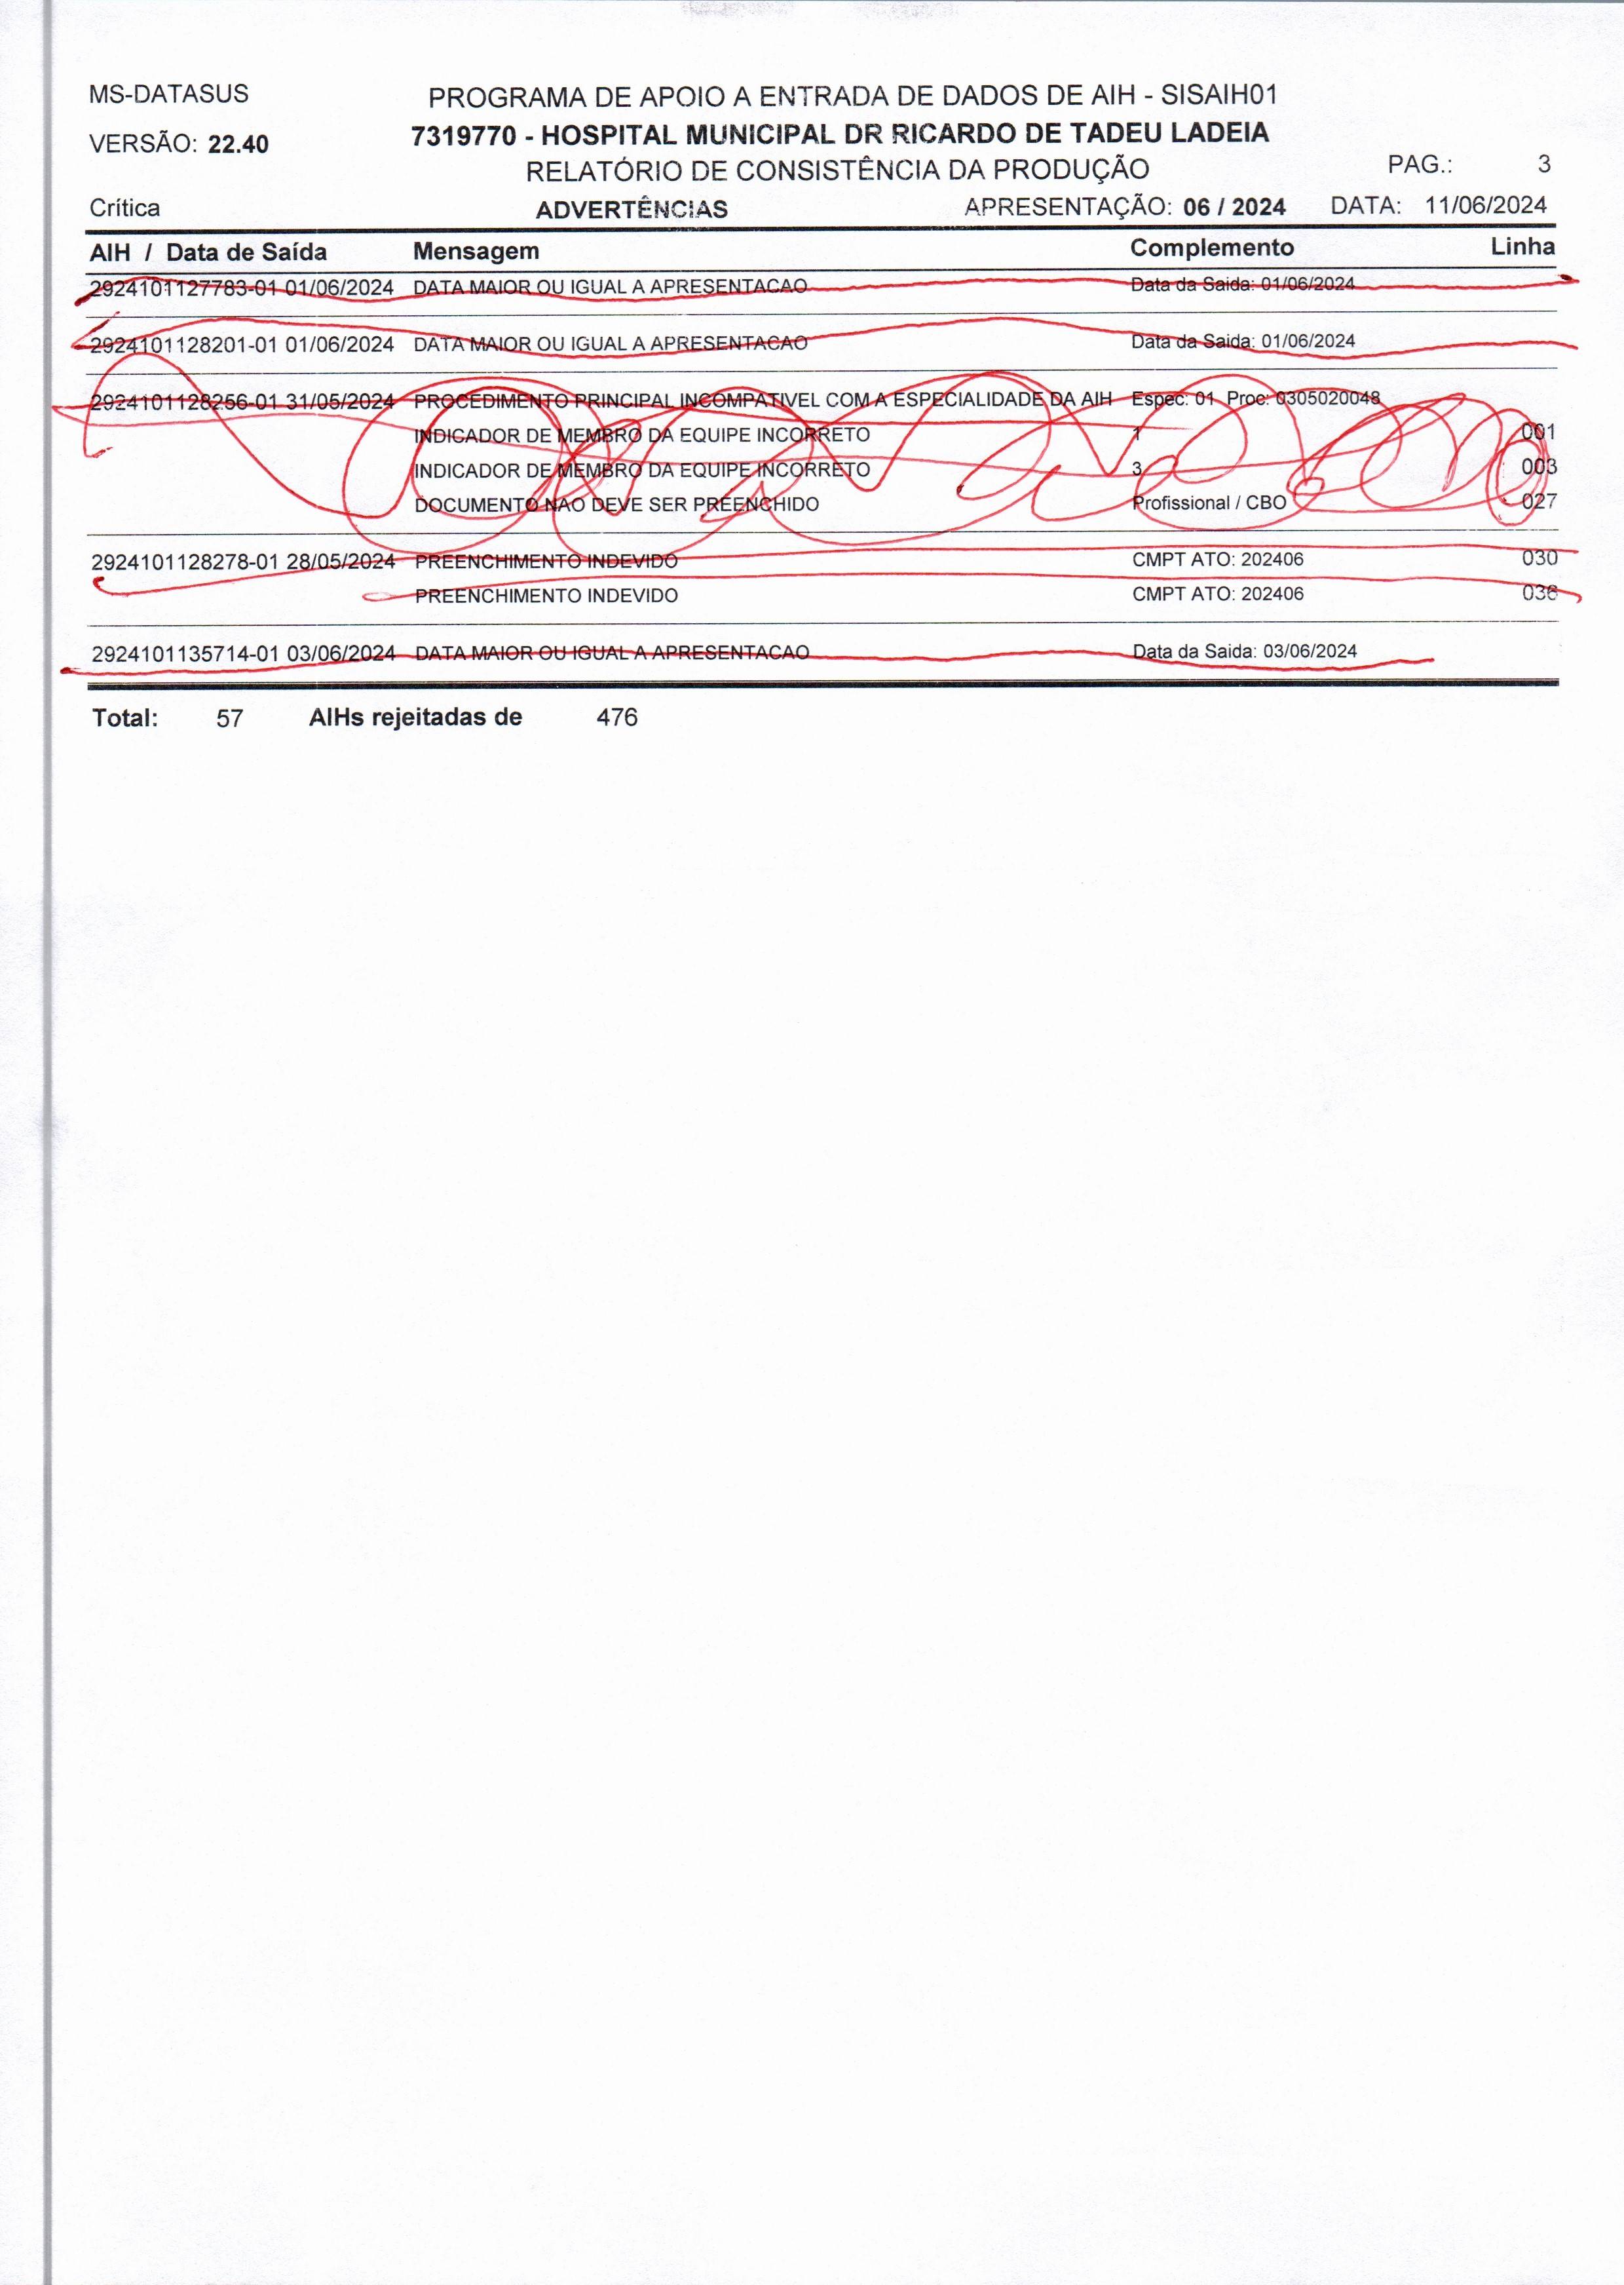 MS-DATASUS PROGRAMA DE APOIO A ENTRADA DE DADOS DE AIH - SISAIH01
VERSÃO: 22.40 7319770 - HOSPITAL MUNICIPAL DR RICARDO DE TADEU LADEIA
RELATÓRIO DE CONSISTÊNCIA DA PRODUÇÃO PAG.: 3
Crítica ADVERTÊNCIAS APRESENTAÇÃO: 06 / 2024 DATA: 11/06/2024
AIH / Data de Saída Mensagem Complemento Linha
2924101127783-01 01/06/2024 DATA MAIOR OU IGUAL A APRESENTACAO Data da Saida: 01/06/2024
2924101128201-01 01/06/2024 DATA MAIOR OU IGUAL A APRESENTACAO Data da Saida: 01/06/2024
2924101128256-01 31/05/2024 PROCEDIMENTO PRINCIPAL INCOMPATIVEL COM A ESPECIALIDADE DA AIH Espec: 01 Proc: 0305020048
INDICADOR DE MEMBRO DA EQUIPE INCORRETO 1 001
INDICADOR DE MEMBRO DA EQUIPE INCORRETO 3 003
DOCUMENTO NAO DEVE SER PREENCHIDO Profissional / CBO 027
2924101128278-01 28/05/2024 PREENCHIMENTO INDEVIDO CMPT ATO: 202406 030
PREENCHIMENTO INDEVIDO CMPT ATO: 202406 036
2924101135714-01 03/06/2024 DATA MAIOR OU IGUAL A APRESENTACAO Data da Saida: 03/06/2024
Total: 57 AIHs rejeitadas de 476